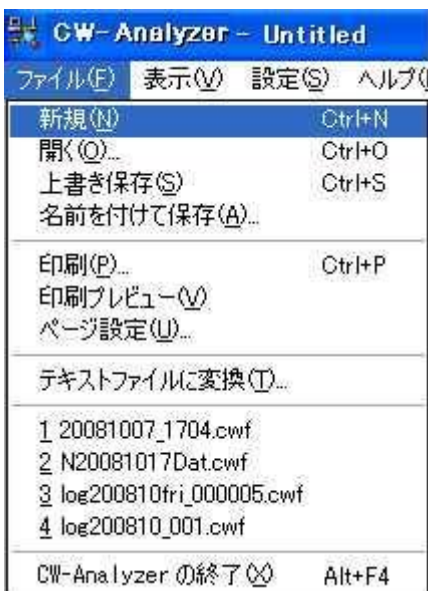 CW-Analyzer - Untitled
ファイル(F) 表示(V) 設定(S) ヘルプ(
新規(N) Ctrl+N
開く(O)... Ctrl+O
上書き保存(S) Ctrl+S
名前を付けて保存(A)...
印刷(P)... Ctrl+P
印刷プレビュー(V)
ページ設定(U)...
テキストファイルに変換(T)...
1 20081007_1704.cwf
2 N20081017Dat.cwf
3 log200810fri_000005.cwf
4 log200810_001.cwf
CW-Analyzer の終了(X) Alt+F4